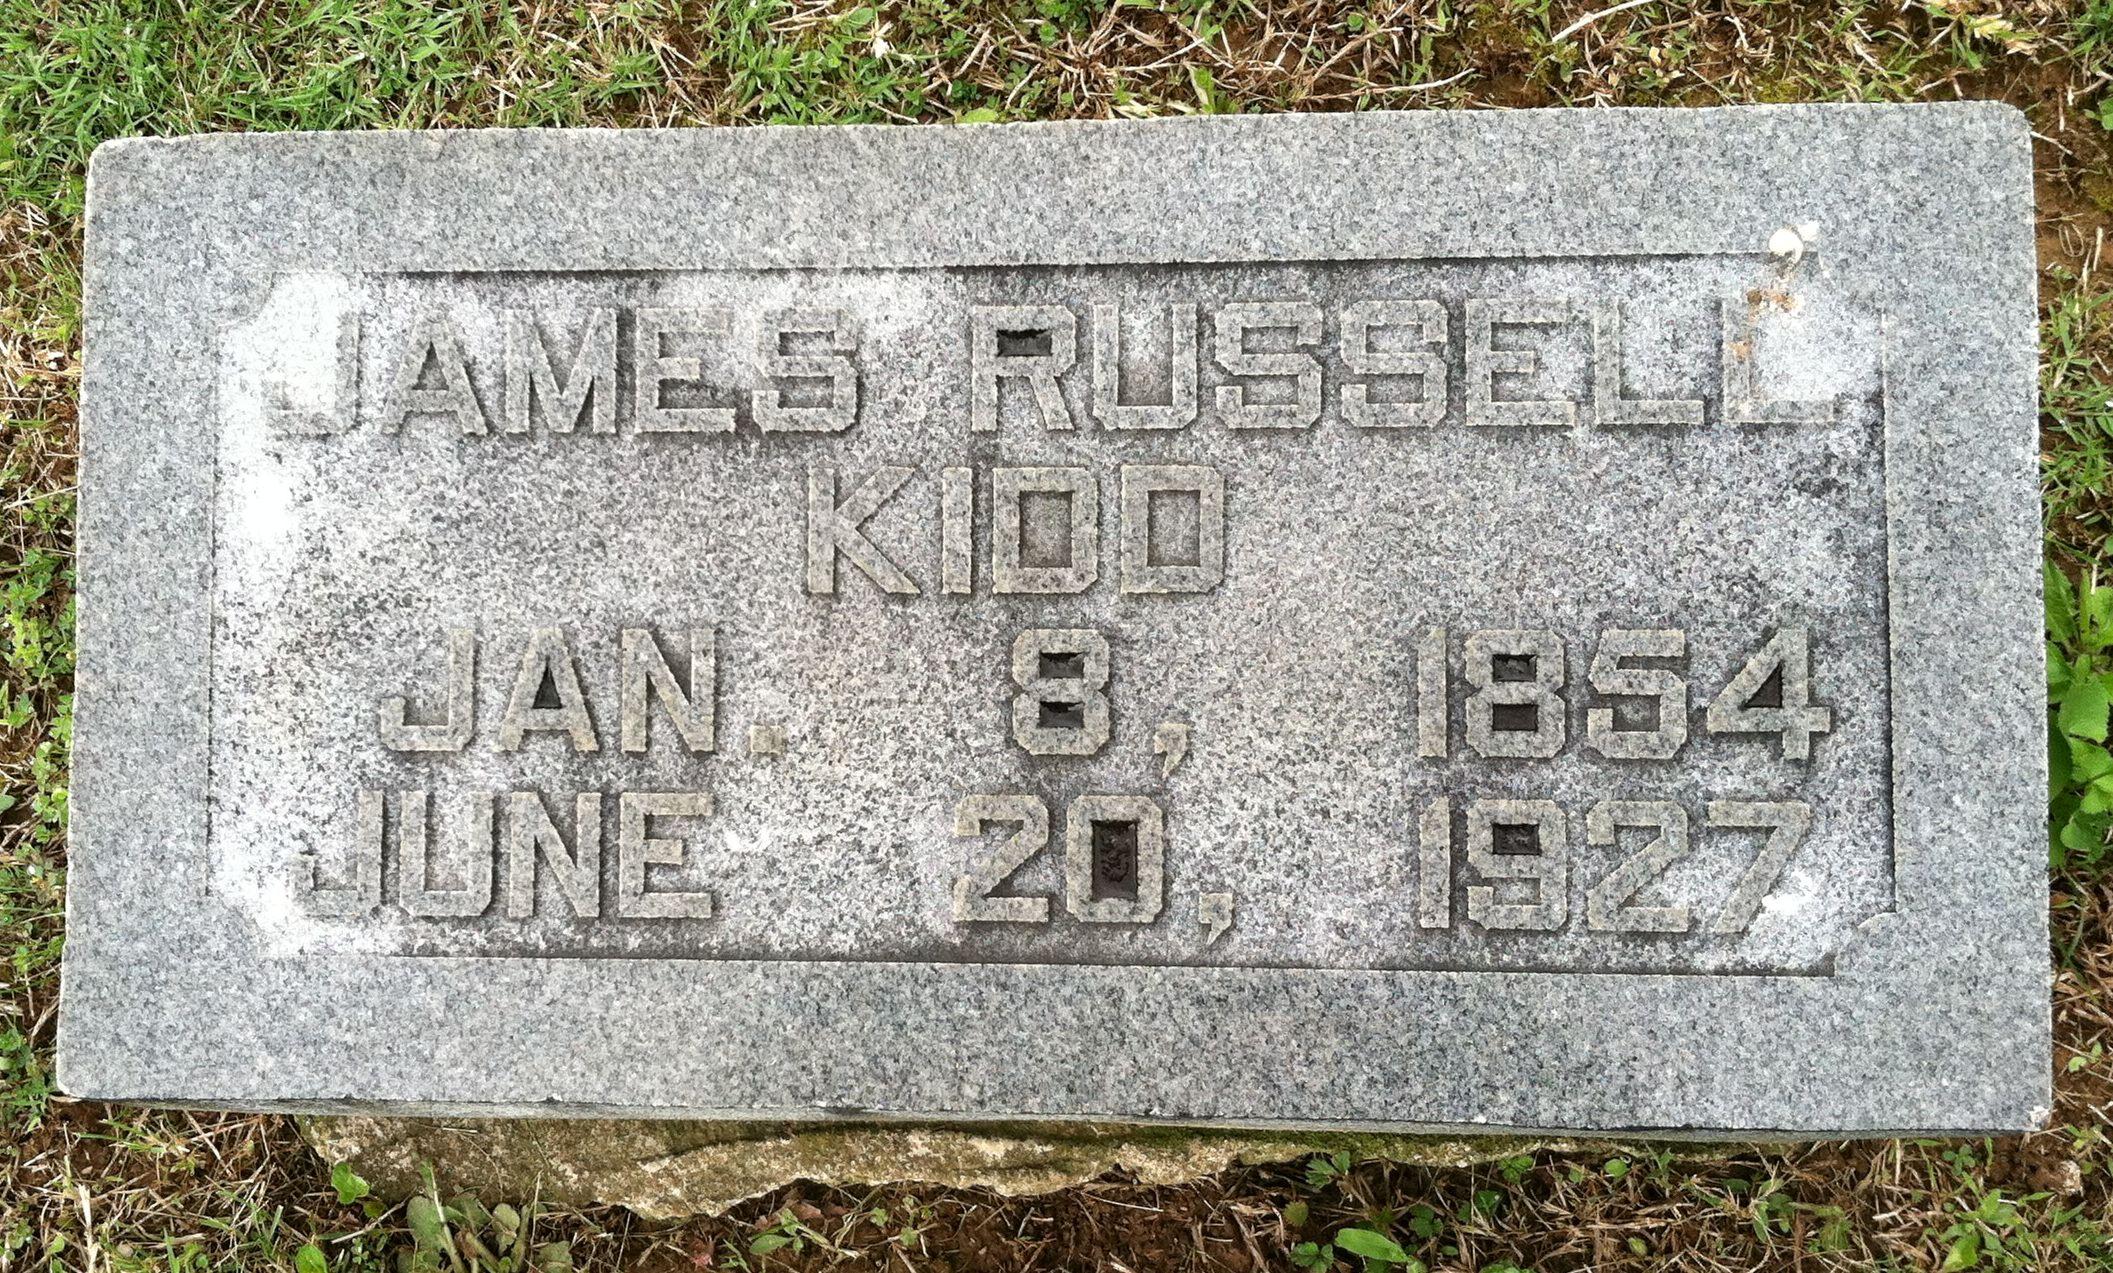 JAMES RUSSELL
KIDD
JAN. 8, 1854
JUNE 20, 1927